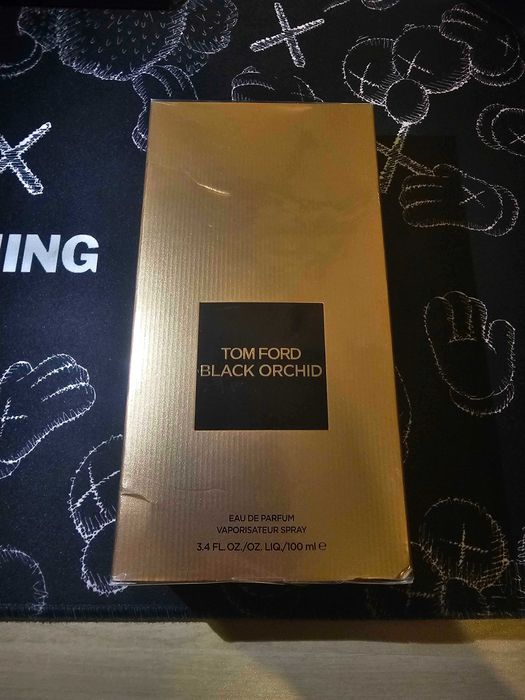 ING
TOM FORD
BLACK ORCHID
EAU DE PARFUM
VAPORISATEUR SPRAY
3.4 FL.OZ./OZ. LIQ./100 ml e